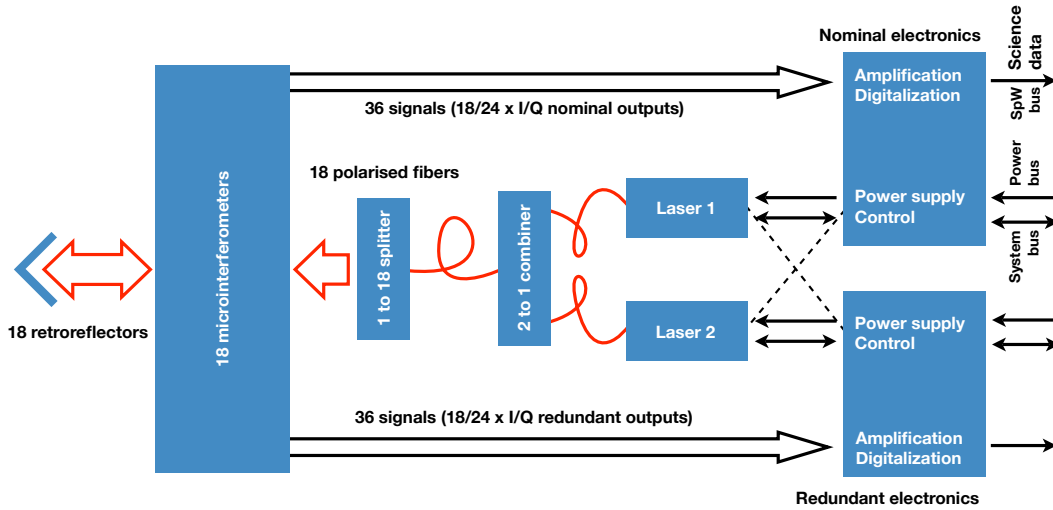 Nominal electronics
Science
data
SpW
bus
Amplification
Digitalization
36 signals (18/24 x I/Q nominal outputs)
18 polarised fibers
Power
bus
Laser 1
Power supply
Control
System
bus
18 microinterferometers
1 to 18 splitter
2 to 1 combiner
18 retroreflectors
Laser 2
Power supply
Control
36 signals (18/24 x I/Q redundant outputs)
Amplification
Digitalization
Redundant electronics